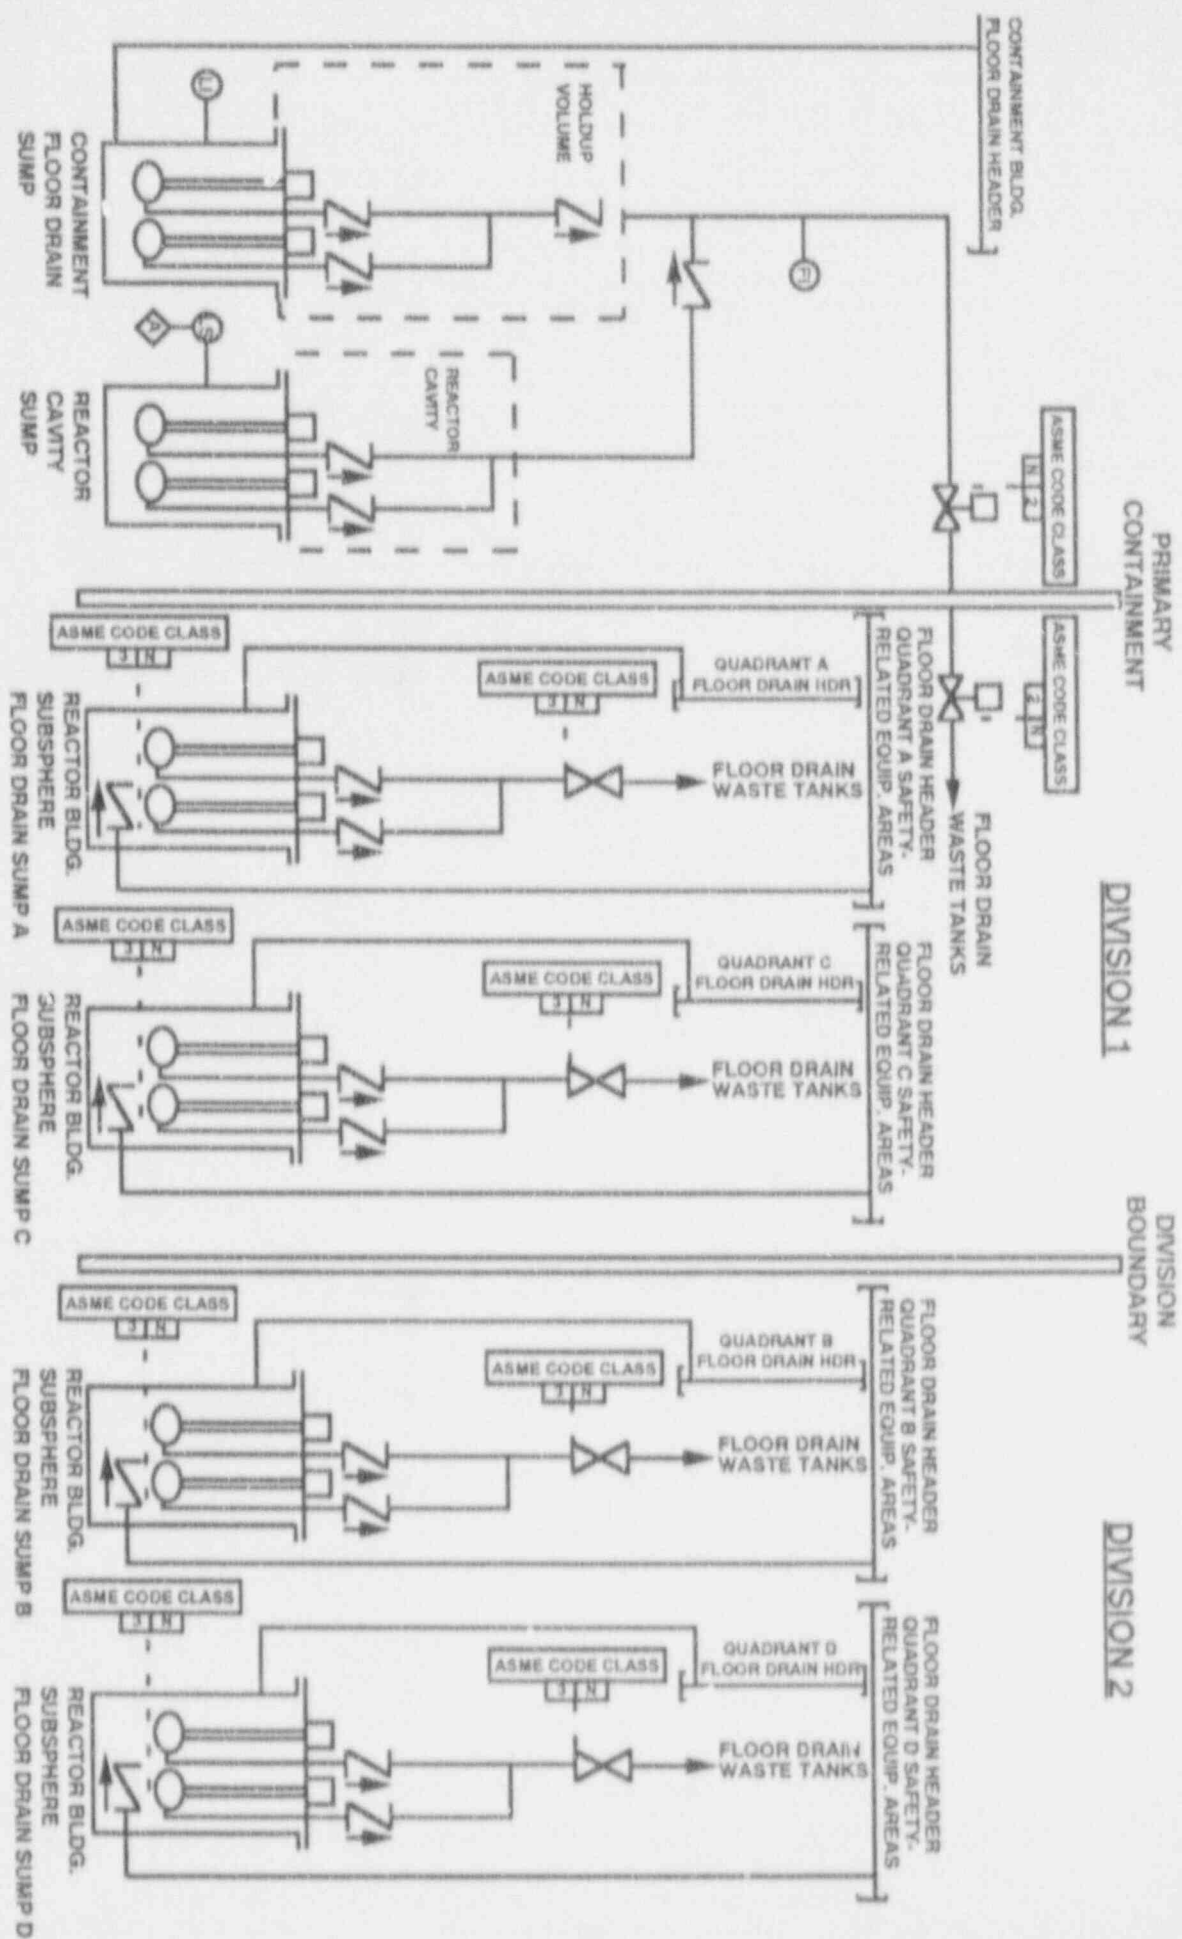 CONTAINMENT BLDG.
FLOOR DRAIN HEADER
HOLDUP
VOLUME
LI
CONTAINMENT
FLOOR DRAIN
SUMP
FI
REACTOR
CAVITY
LS
A
REACTOR
CAVITY
SUMP
ASME CODE CLASS
N 2
PRIMARY
CONTAINMENT
ASME CODE CLASS
2 N
FLOOR DRAIN
WASTE TANKS
DIVISION 1
ASME CODE CLASS
3 N
FLOOR DRAIN HEADER
QUADRANT A SAFETY-
RELATED EQUIP. AREAS
QUADRANT A
FLOOR DRAIN HDR
ASME CODE CLASS
3 N
FLOOR DRAIN
WASTE TANKS
REACTOR BLDG.
SUBSPHERE
FLOOR DRAIN SUMP A
ASME CODE CLASS
3 N
FLOOR DRAIN HEADER
QUADRANT C SAFETY-
RELATED EQUIP. AREAS
QUADRANT C
FLOOR DRAIN HDR
ASME CODE CLASS
3 N
FLOOR DRAIN
WASTE TANKS
REACTOR BLDG.
SUBSPHERE
FLOOR DRAIN SUMP C
DIVISION
BOUNDARY
DIVISION 2
ASME CODE CLASS
3 N
FLOOR DRAIN HEADER
QUADRANT B SAFETY-
RELATED EQUIP. AREAS
QUADRANT B
FLOOR DRAIN HDR
ASME CODE CLASS
3 N
FLOOR DRAIN
WASTE TANKS
REACTOR BLDG.
SUBSPHERE
FLOOR DRAIN SUMP B
ASME CODE CLASS
3 N
FLOOR DRAIN HEADER
QUADRANT D SAFETY-
RELATED EQUIP. AREAS
QUADRANT D
FLOOR DRAIN HDR
ASME CODE CLASS
3 N
FLOOR DRAIN
WASTE TANKS
REACTOR BLDG.
SUBSPHERE
FLOOR DRAIN SUMP D